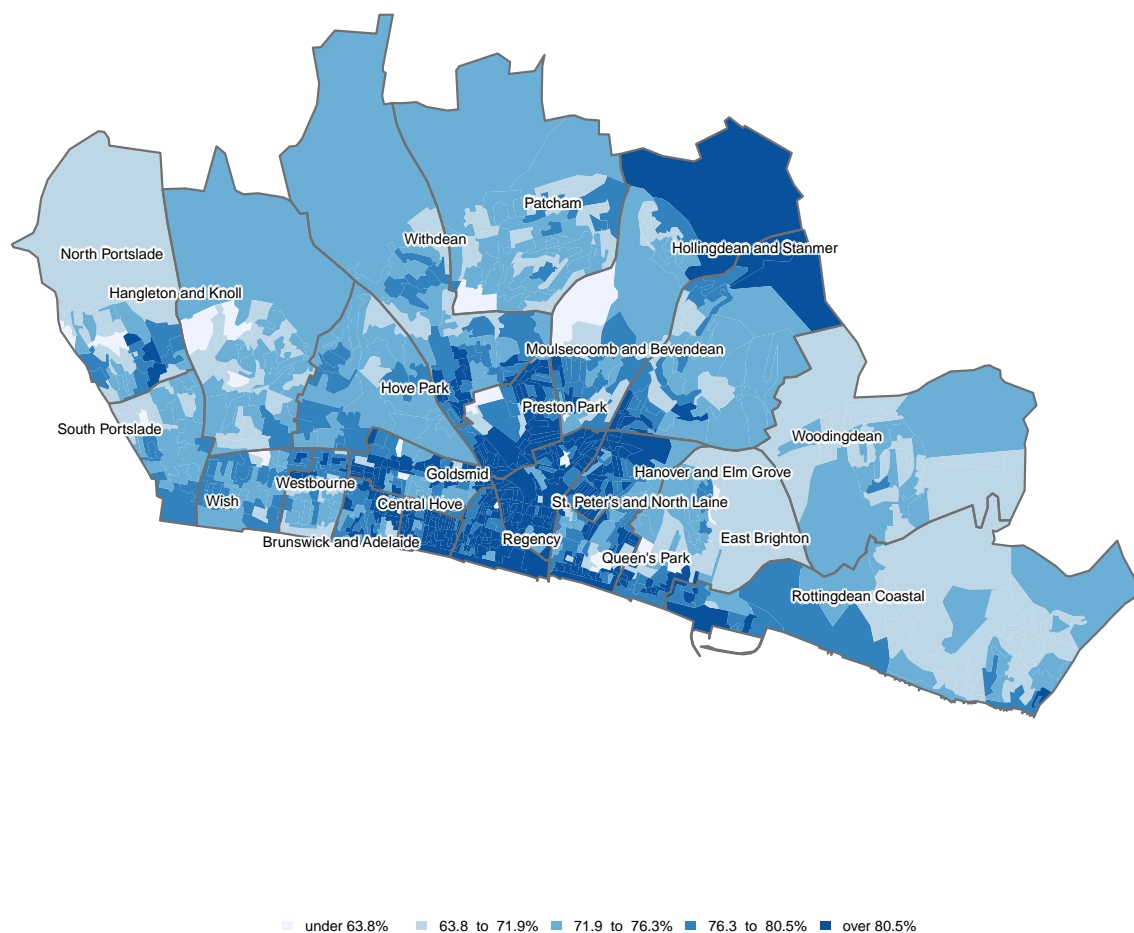 Patcham
Withdean
Hollingdean and Stanmer
North Portslade
Hangleton and Knoll
Moulsecoomb and Bevendean
Hove Park
Preston Park
South Portslade
Woodingdean
Hanover and Elm Grove
Goldsmid
Westbourne
Wish
Central Hove
St. Peter's and North Laine
Regency
East Brighton
Brunswick and Adelaide
Queen's Park
Rottingdean Coastal
under 63.8% 63.8 to 71.9% 71.9 to 76.3% 76.3 to 80.5% over 80.5%